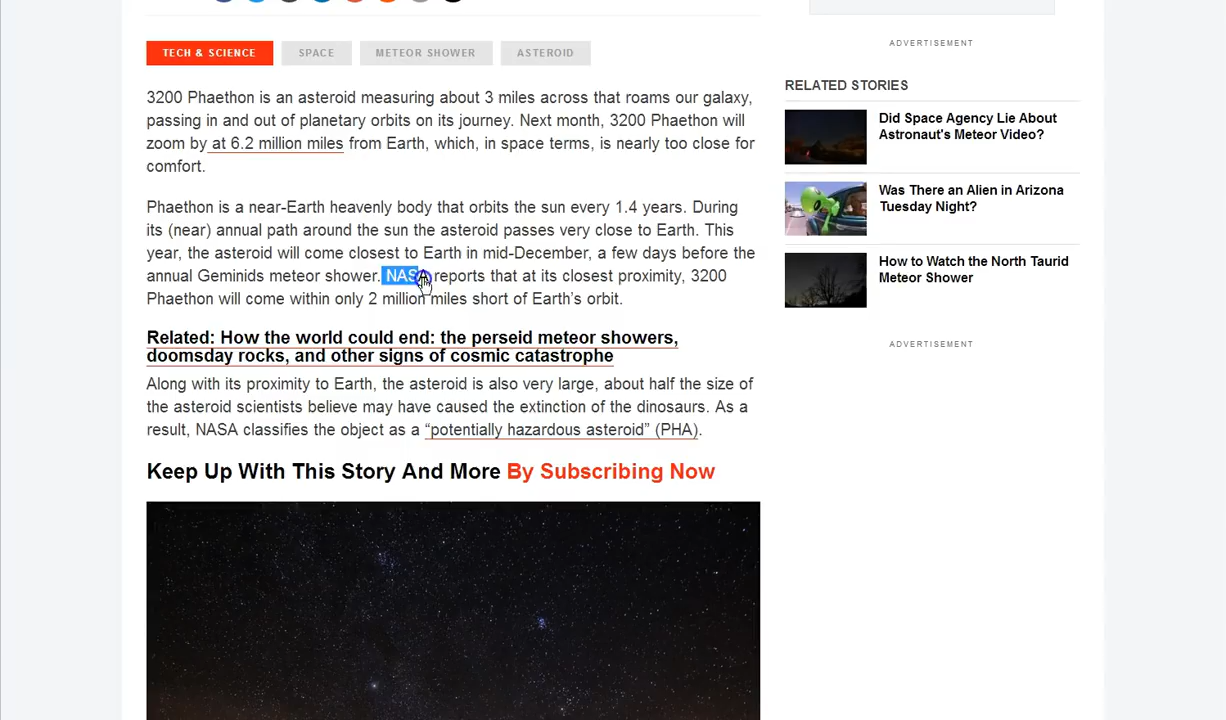 TECH & SCIENCE SPACE METEOR SHOWER ASTEROID
3200 Phaethon is an asteroid measuring about 3 miles across that roams our galaxy,
passing in and out of planetary orbits on its journey. Next month, 3200 Phaethon will
zoom by at 6.2 million miles from Earth, which, in space terms, is nearly too close for
comfort.
Phaethon is a near-Earth heavenly body that orbits the sun every 1.4 years. During
its (near) annual path around the sun the asteroid passes very close to Earth. This
year, the asteroid will come closest to Earth in mid-December, a few days before the
annual Geminids meteor shower. NASA reports that at its closest proximity, 3200
Phaethon will come within only 2 million miles short of Earth's orbit.
Related: How the world could end: the perseid meteor showers,
doomsday rocks, and other signs of cosmic catastrophe
Along with its proximity to Earth, the asteroid is also very large, about half the size of
the asteroid scientists believe may have caused the extinction of the dinosaurs. As a
result, NASA classifies the object as a “potentially hazardous asteroid” (PHA).
Keep Up With This Story And More By Subscribing Now
ADVERTISEMENT
RELATED STORIES
Did Space Agency Lie About
Astronaut's Meteor Video?
Was There an Alien in Arizona
Tuesday Night?
How to Watch the North Taurid
Meteor Shower
ADVERTISEMENT